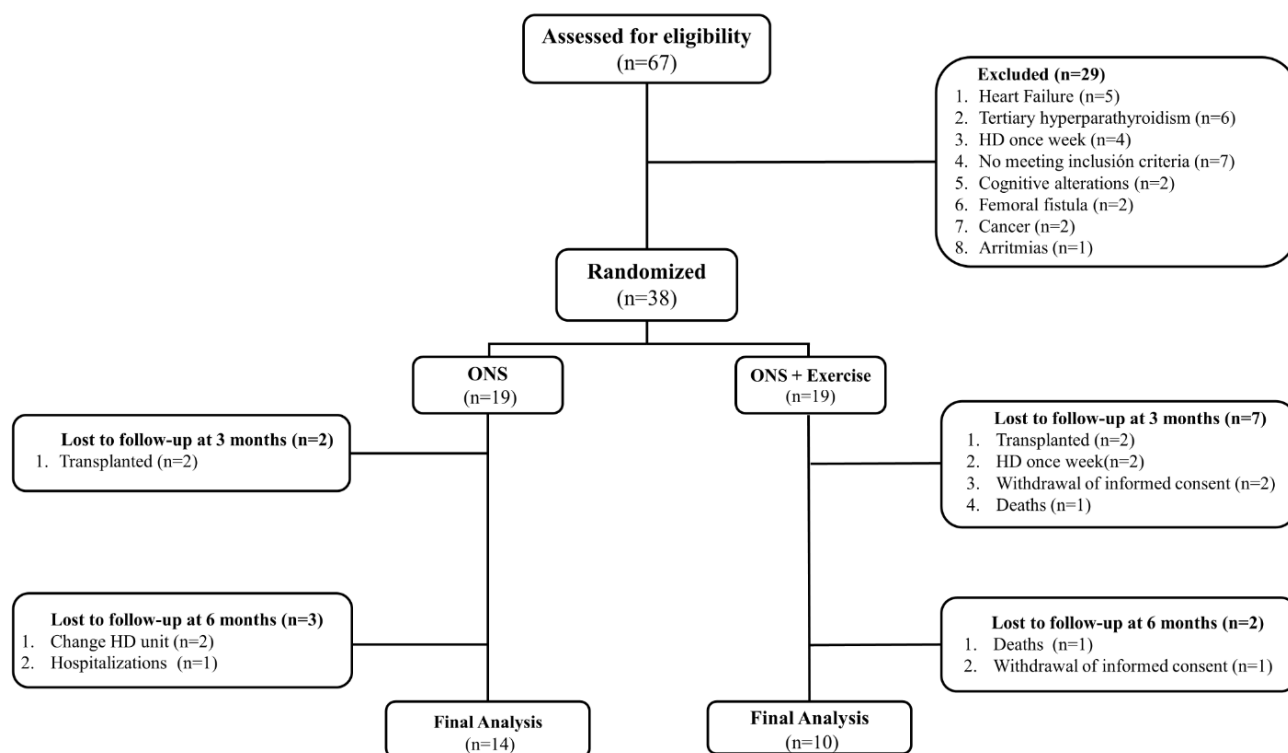 Assessed for eligibility
(n=67)
Excluded (n=29)
1. Heart Failure (n=5)
2. Tertiary hyperparathyroidism (n=6)
3. HD once week (n=4)
4. No meeting inclusión criteria (n=7)
5. Cognitive alterations (n=2)
6. Femoral fistula (n=2)
7. Cancer (n=2)
8. Arritmias (n=1)
Randomized
(n=38)
ONS
(n=19)
ONS + Exercise
(n=19)
Lost to follow-up at 3 months (n=2)
1. Transplanted (n=2)
Lost to follow-up at 3 months (n=7)
1. Transplanted (n=2)
2. HD once week(n=2)
3. Withdrawal of informed consent (n=2)
4. Deaths (n=1)
Lost to follow-up at 6 months (n=3)
1. Change HD unit (n=2)
2. Hospitalizations (n=1)
Lost to follow-up at 6 months (n=2)
1. Deaths (n=1)
2. Withdrawal of informed consent (n=1)
Final Analysis
(n=14)
Final Analysis
(n=10)